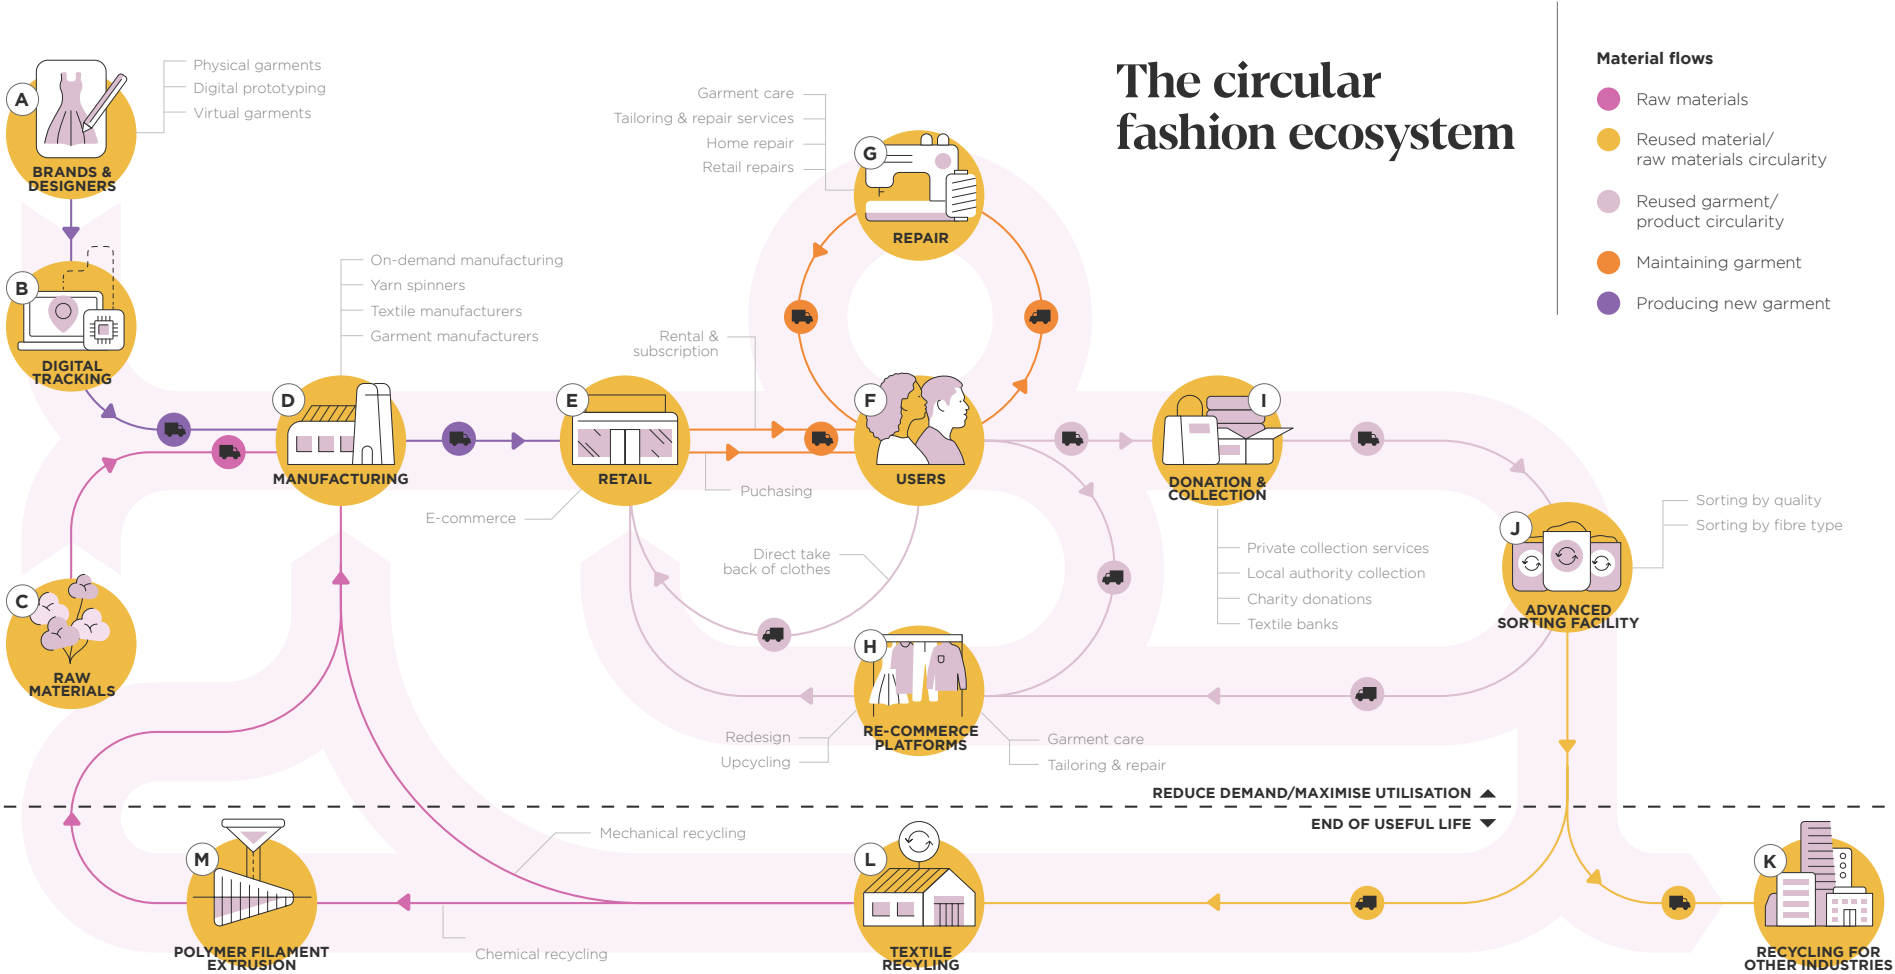 The circular
fashion ecosystem
Material flows
Raw materials
Reused material/
raw materials circularity
Reused garment/
product circularity
Maintaining garment
Producing new garment
A
BRANDS &
DESIGNERS
Physical garments
Digital prototyping
Virtual garments
B
DIGITAL
TRACKING
C
RAW
MATERIALS
D
MANUFACTURING
On-demand manufacturing
Yarn spinners
Textile manufacturers
Garment manufacturers
E
RETAIL
E-commerce
Rental &
subscription
Puchasing
F
USERS
Direct take
back of clothes
G
REPAIR
Garment care
Tailoring & repair services
Home repair
Retail repairs
H
RE-COMMERCE
PLATFORMS
Redesign
Upcycling
Garment care
Tailoring & repair
I
DONATION &
COLLECTION
Private collection services
Local authority collection
Charity donations
Textile banks
J
ADVANCED
SORTING FACILITY
Sorting by quality
Sorting by fibre type
REDUCE DEMAND/MAXIMISE UTILISATION
END OF USEFUL LIFE
K
RECYCLING FOR
OTHER INDUSTRIES
L
TEXTILE
RECYLING
Mechanical recycling
Chemical recycling
M
POLYMER FILAMENT
EXTRUSION